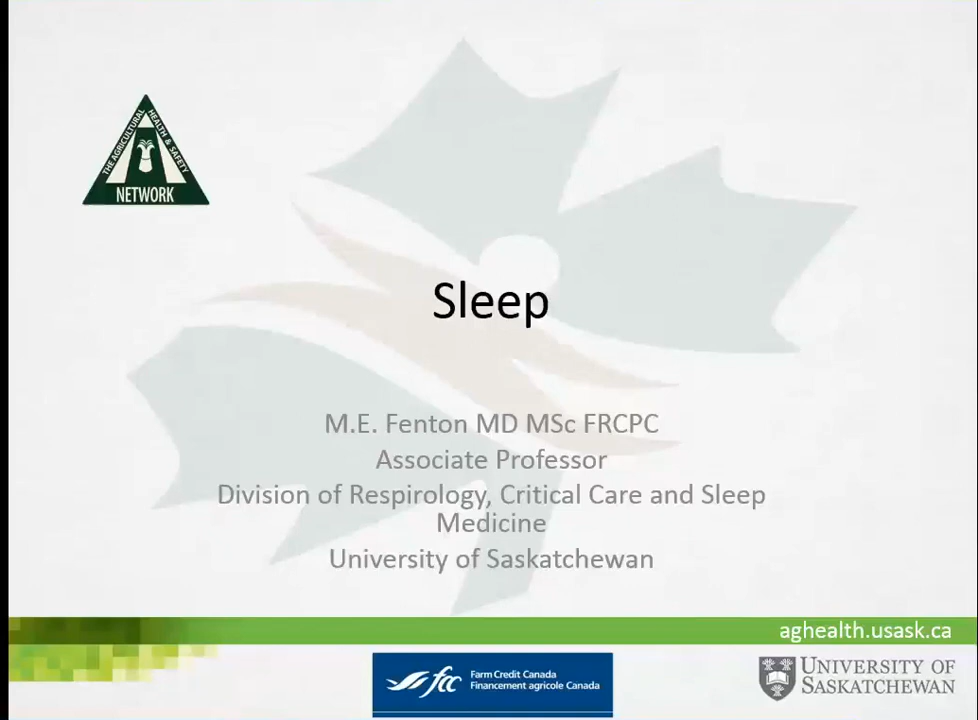 THE AGRICULTURAL
HEALTH & SAFETY
NETWORK
Sleep
M.E. Fenton MD MSc FRCPC
Associate Professor
Division of Respirology, Critical Care and Sleep
Medicine
University of Saskatchewan
aghealth.usask.ca
fcc
Farm Credit Canada
Financement agricole Canada
UNIVERSITY OF
SASKATCHEWAN